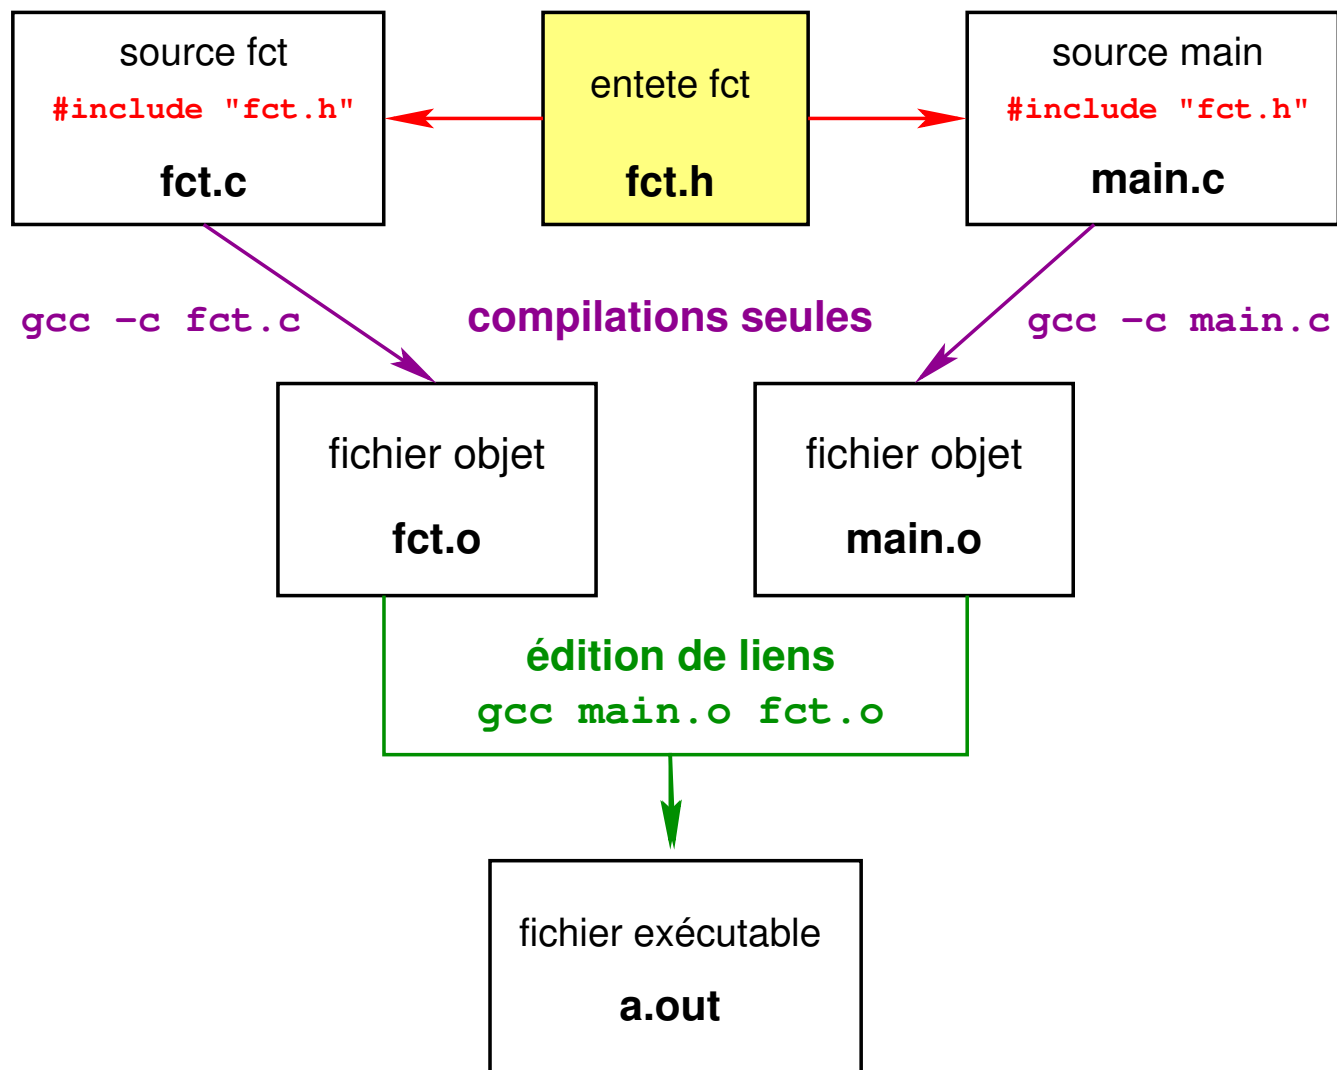 source fct
#include "fct.h"
fct.c
entete fct
fct.h
source main
#include "fct.h"
main.c
gcc −c fct.c
compilations seules
gcc −c main.c
fichier objet
fct.o
fichier objet
main.o
édition de liens
gcc main.o fct.o
fichier exécutable
a.out